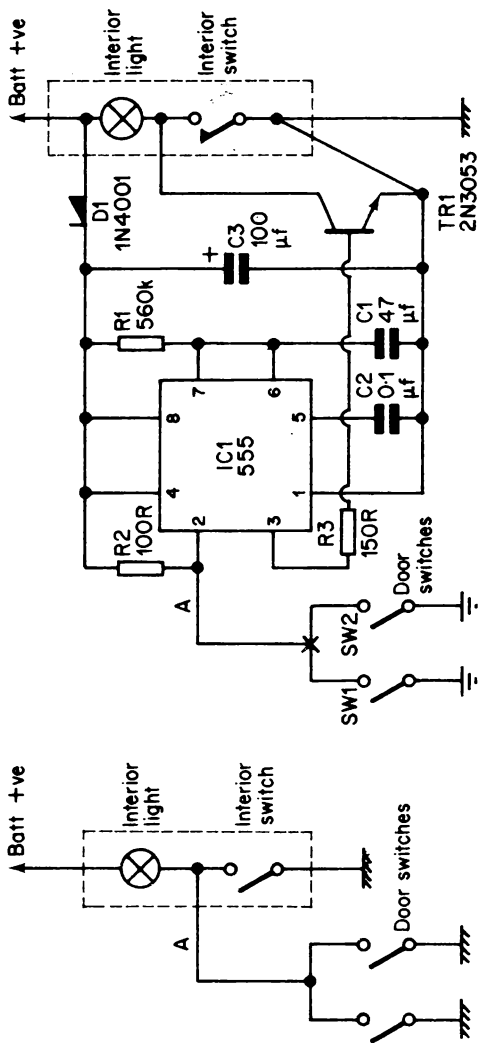 Batt +ve
Interior
light
Interior
switch
A
Door switches
Batt +ve
Interior
light
Interior
switch
D1
1N4001
R1
560k
C3
100
µf
+
R2
100R
4
8
7
2
IC1
555
6
3
1
5
A
R3
150R
C2
0·1
µf
C1
47
µf
TR1
2N3053
SW1
SW2
Door
switches